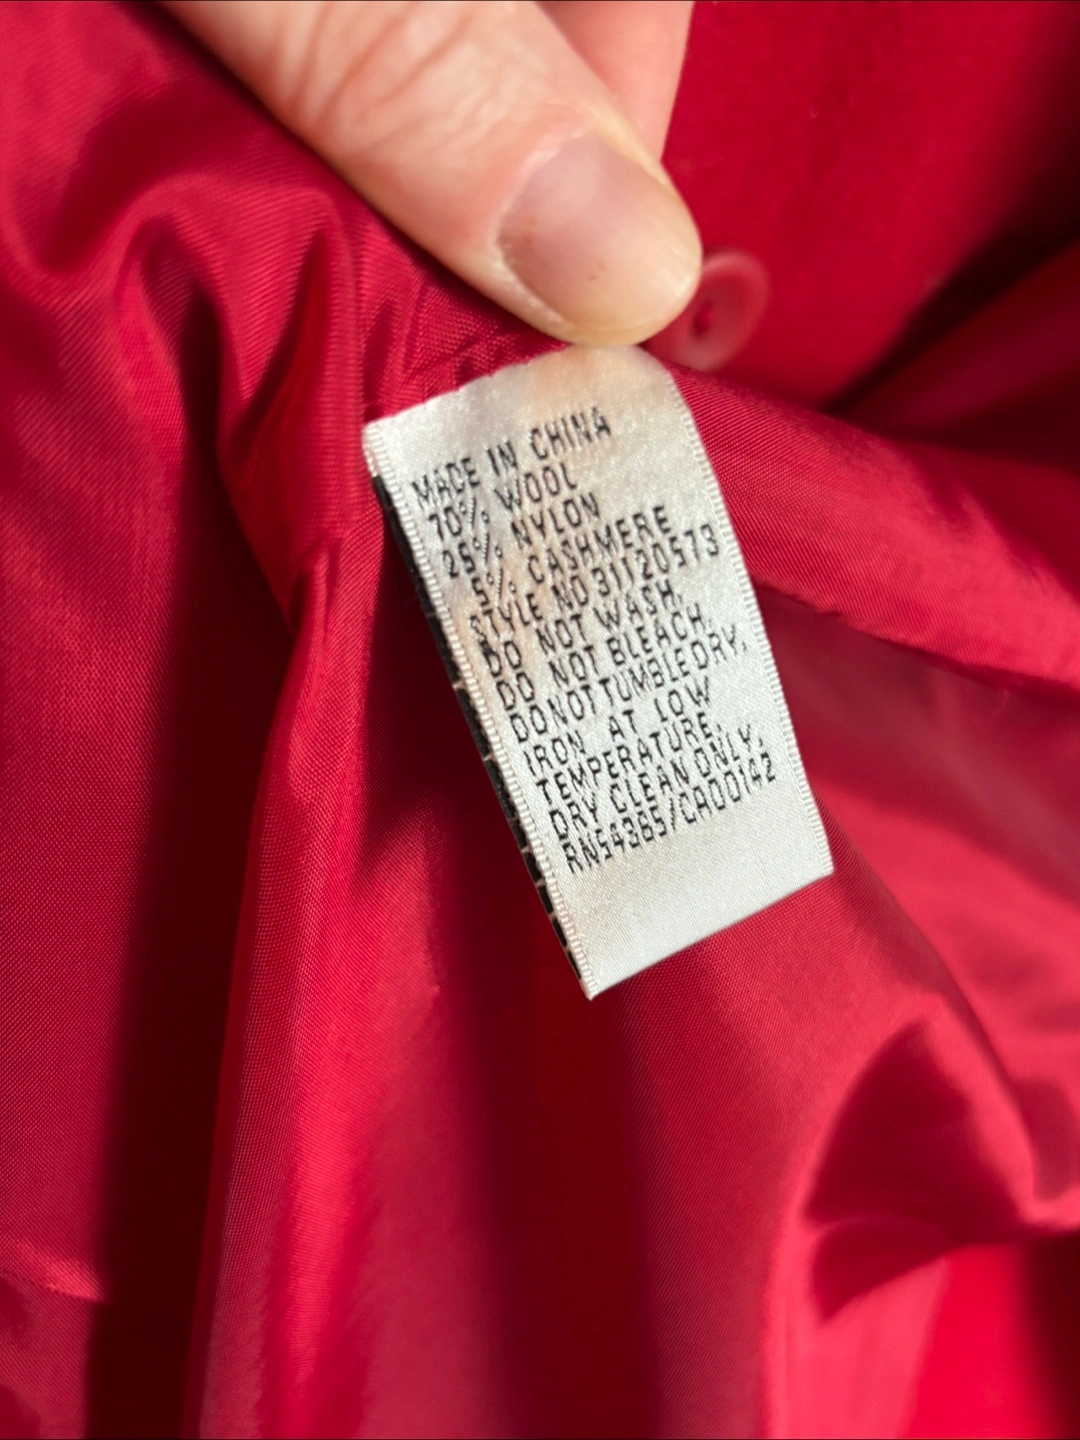 MADE IN CHINA
70% WOOL
25% NYLON
5% CASHMERE
STYLE NO 31120573
DO NOT WASH.
DO NOT BLEACH.
DO NOT TUMBLE DRY.
IRON AT LOW
TEMPERATURE.
DRY CLEAN ONLY.
RN54385/CA00142